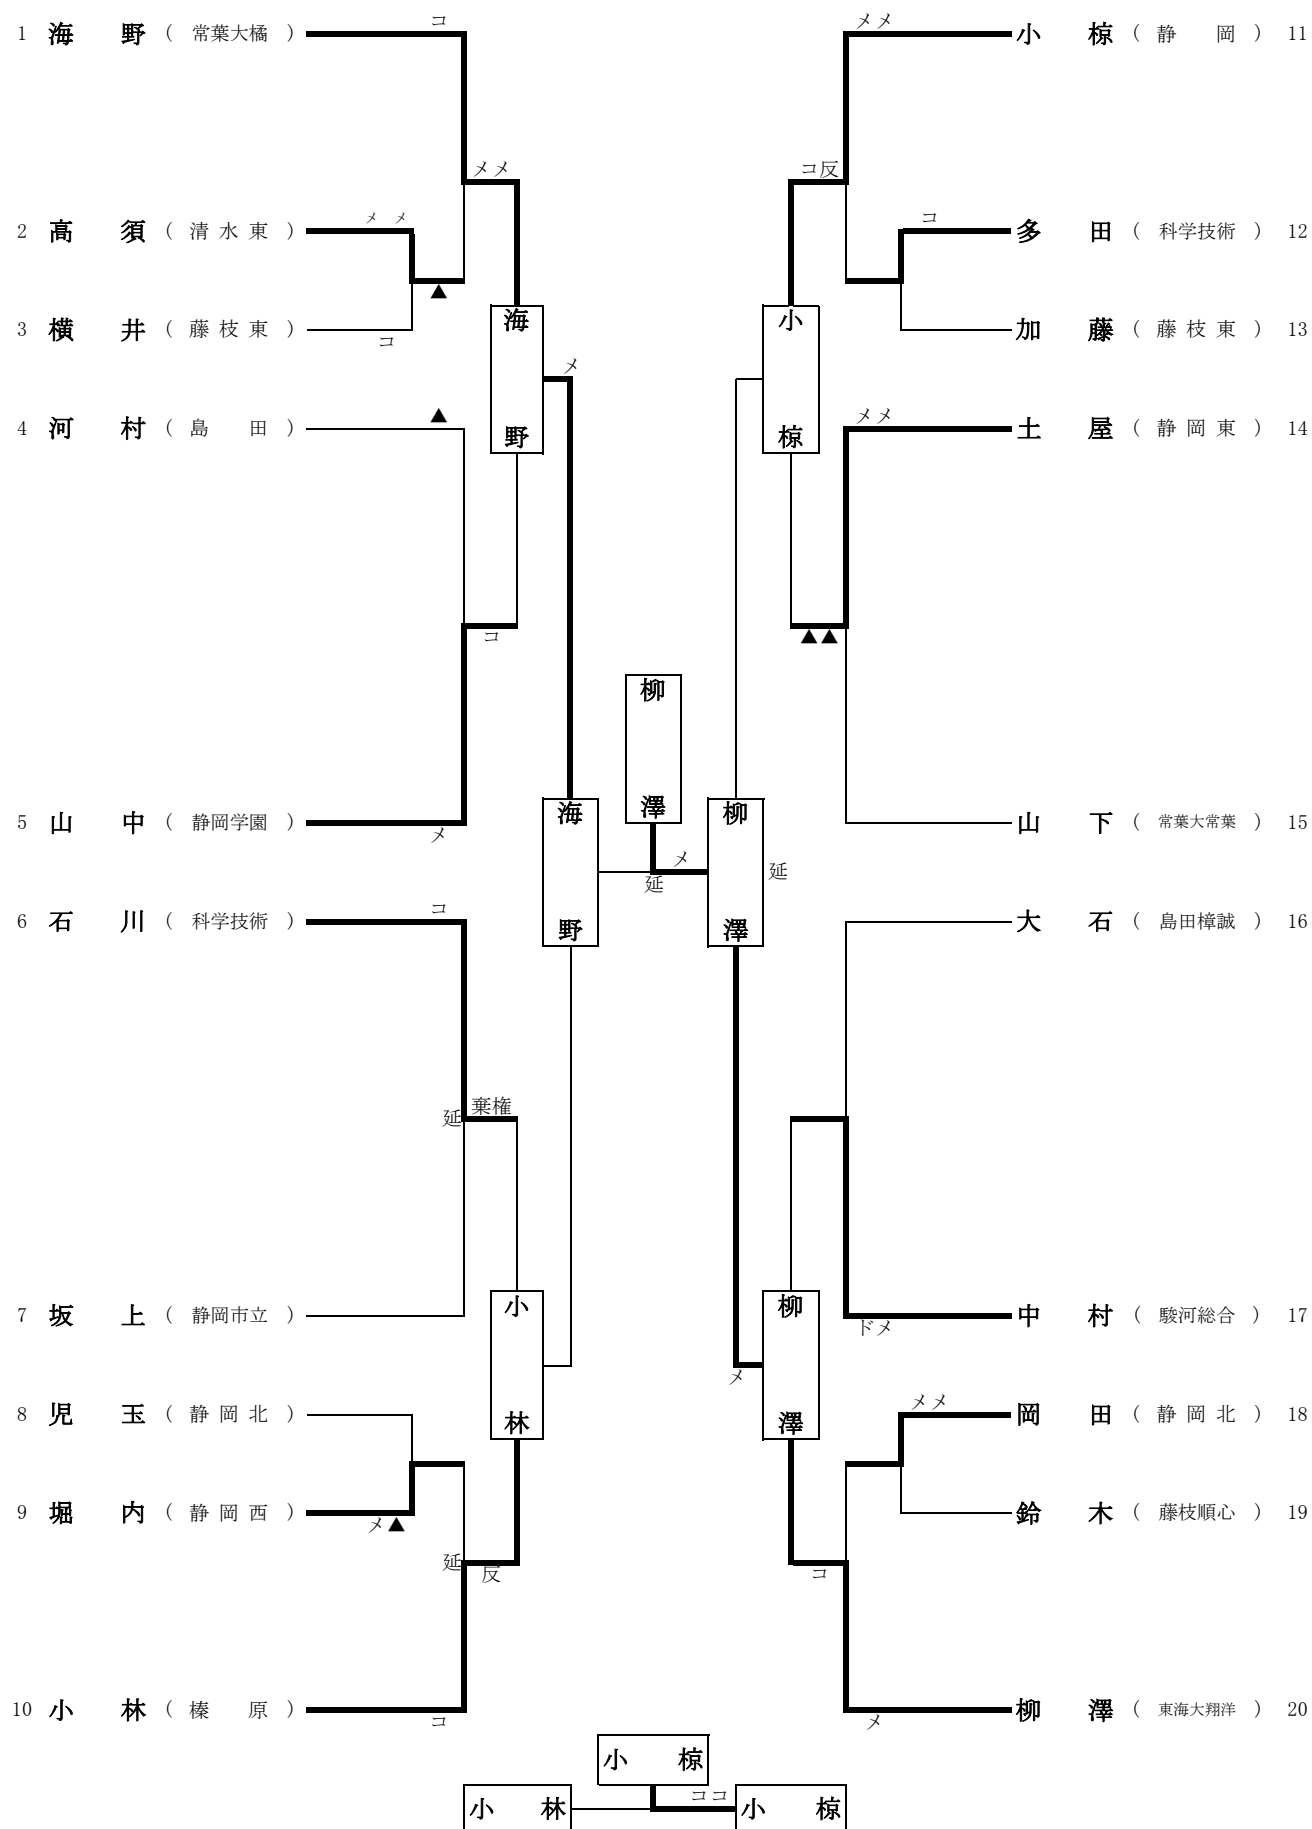 1 海 野 ( 常葉大橘 ) コ
メメ
2 高 須 ( 清 水 東 ) メ メ
▲
3 横 井 ( 藤 枝 東 ) コ
海 野
メ
4 河 村 ( 島 田 ) ▲
コ
5 山 中 ( 静岡学園 ) メ
海 野
6 石 川 ( 科学技術 ) コ
延 棄権
7 坂 上 ( 静岡市立 )
小 林
8 児 玉 ( 静 岡 北 )
9 堀 内 ( 静 岡 西 ) メ▲
延 反
10 小 林 ( 榛 原 ) コ
柳 澤
メ
延
メメ 小 椋 ( 静 岡 ) 11
コ反
コ 多 田 ( 科学技術 ) 12
加 藤 ( 藤 枝 東 ) 13
小 椋
メメ 土 屋 ( 静 岡 東 ) 14
▲▲
山 下 ( 常葉大常葉 ) 15
柳 澤 延
大 石 ( 島田樟誠 ) 16
中 村 ( 駿河総合 ) 17
ドメ
柳 澤
メ
メメ 岡 田 ( 静 岡 北 ) 18
鈴 木 ( 藤枝順心 ) 19
コ
柳 澤 ( 東海大翔洋 ) 20
メ
小 椋
ココ
小 林 小 椋